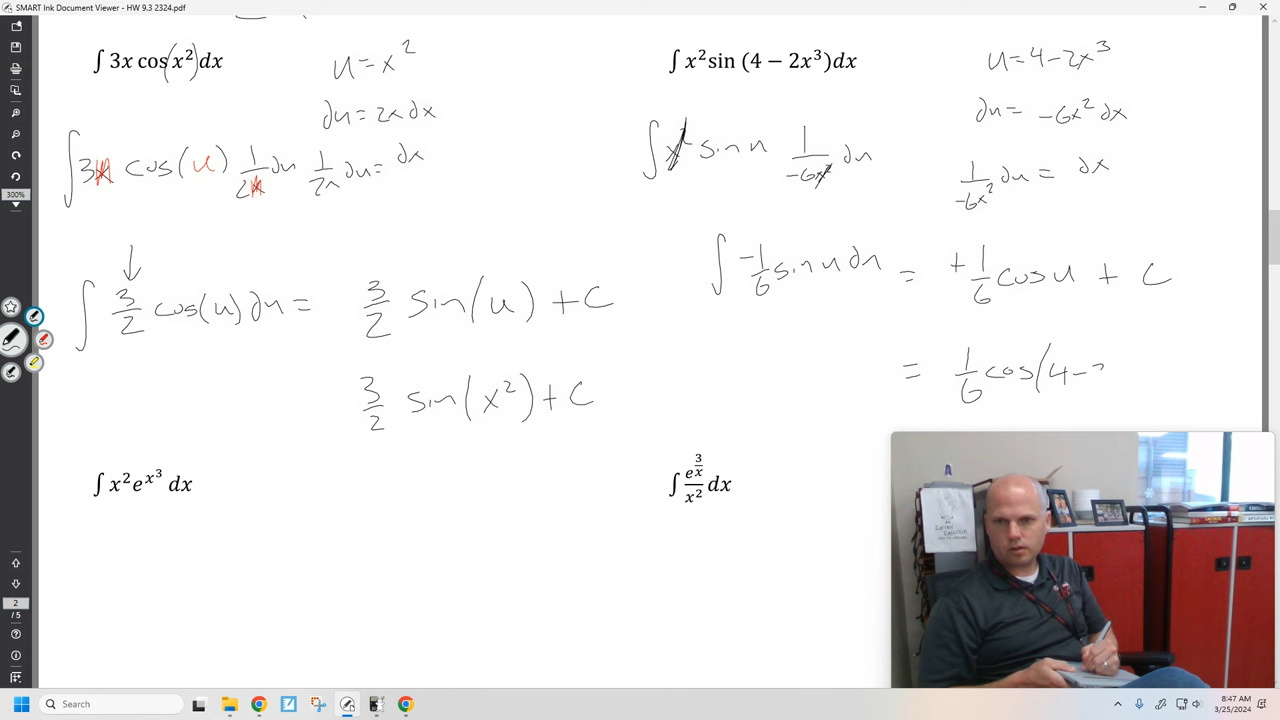 SMART Ink Document Viewer - HW 9.3 2324.pdf
∫ 3x cos(x²)dx
u = x²
du = 2x dx
∫ 3x cos(u) 1/2x du
1/2x du = dx
∫ 3/2 cos(u) du = 3/2 sin(u) + C
3/2 sin(x²) + C
∫ x² sin (4 − 2x³)dx
u = 4 − 2x³
du = −6x² dx
∫ x² sin u 1/−6x² du
1/−6x² du = dx
∫ −1/6 sin u du = +1/6 cos u + C
= 1/6 cos(4 −
∫ x² e^x³ dx
∫ e^(3/x)/x² dx
300%
2
/ 5
Search
8:47 AM
3/25/2024